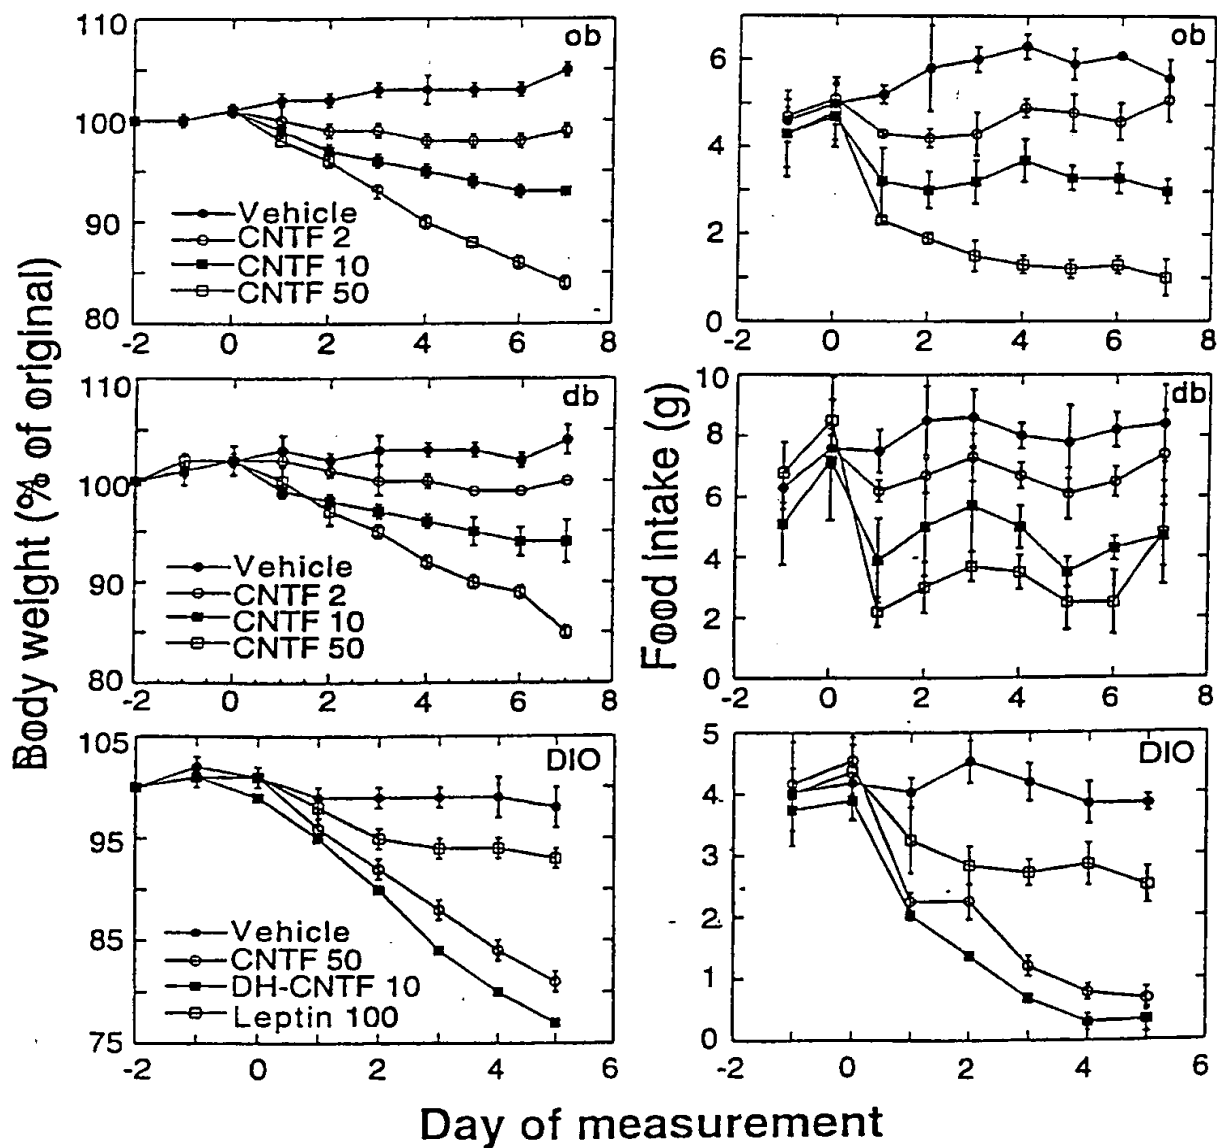 Body weight (% of original)
110
100
90
80
ob
Vehicle
CNTF 2
CNTF 10
CNTF 50
-2 0 2 4 6 8
110
100
90
80
db
Vehicle
CNTF 2
CNTF 10
CNTF 50
-2 0 2 4 6 8
105
95
85
75
DIO
Vehicle
CNTF 50
DH-CNTF 10
Leptin 100
-2 0 2 4 6
Food intake (g)
6
4
2
0
ob
-2 0 2 4 6 8
10
8
6
4
2
0
db
-2 0 2 4 6 8
5
4
3
2
1
0
DIO
-2 0 2 4 6
Day of measurement